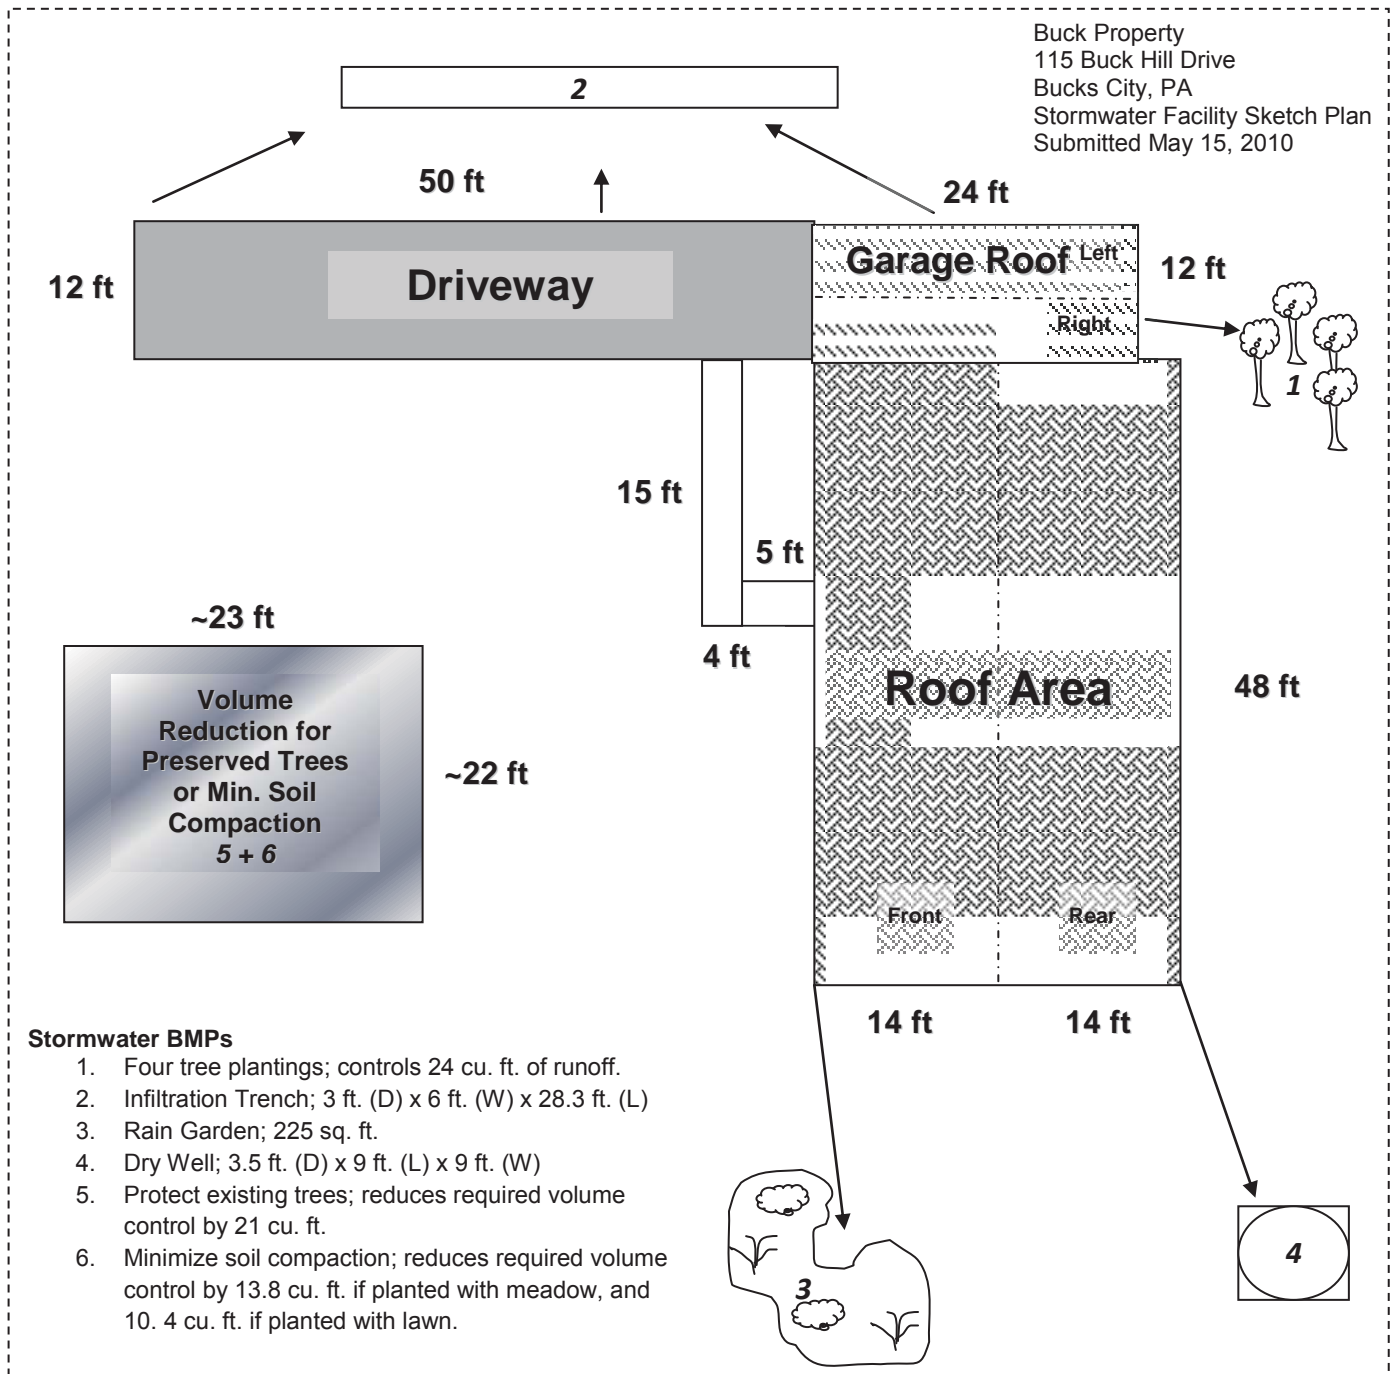 Buck Property
115 Buck Hill Drive
Bucks City, PA
Stormwater Facility Sketch Plan
Submitted May 15, 2010
2
50 ft
24 ft
12 ft
Driveway
Garage Roof
Left
Right
12 ft
1
15 ft
5 ft
4 ft
~23 ft
Volume
Reduction for
Preserved Trees
or Min. Soil
Compaction
5 + 6
~22 ft
Roof Area
48 ft
Front
Rear
14 ft
14 ft
Stormwater BMPs
1. Four tree plantings; controls 24 cu. ft. of runoff.
2. Infiltration Trench; 3 ft. (D) x 6 ft. (W) x 28.3 ft. (L)
3. Rain Garden; 225 sq. ft.
4. Dry Well; 3.5 ft. (D) x 9 ft. (L) x 9 ft. (W)
5. Protect existing trees; reduces required volume
control by 21 cu. ft.
6. Minimize soil compaction; reduces required volume
control by 13.8 cu. ft. if planted with meadow, and
10. 4 cu. ft. if planted with lawn.
3
4